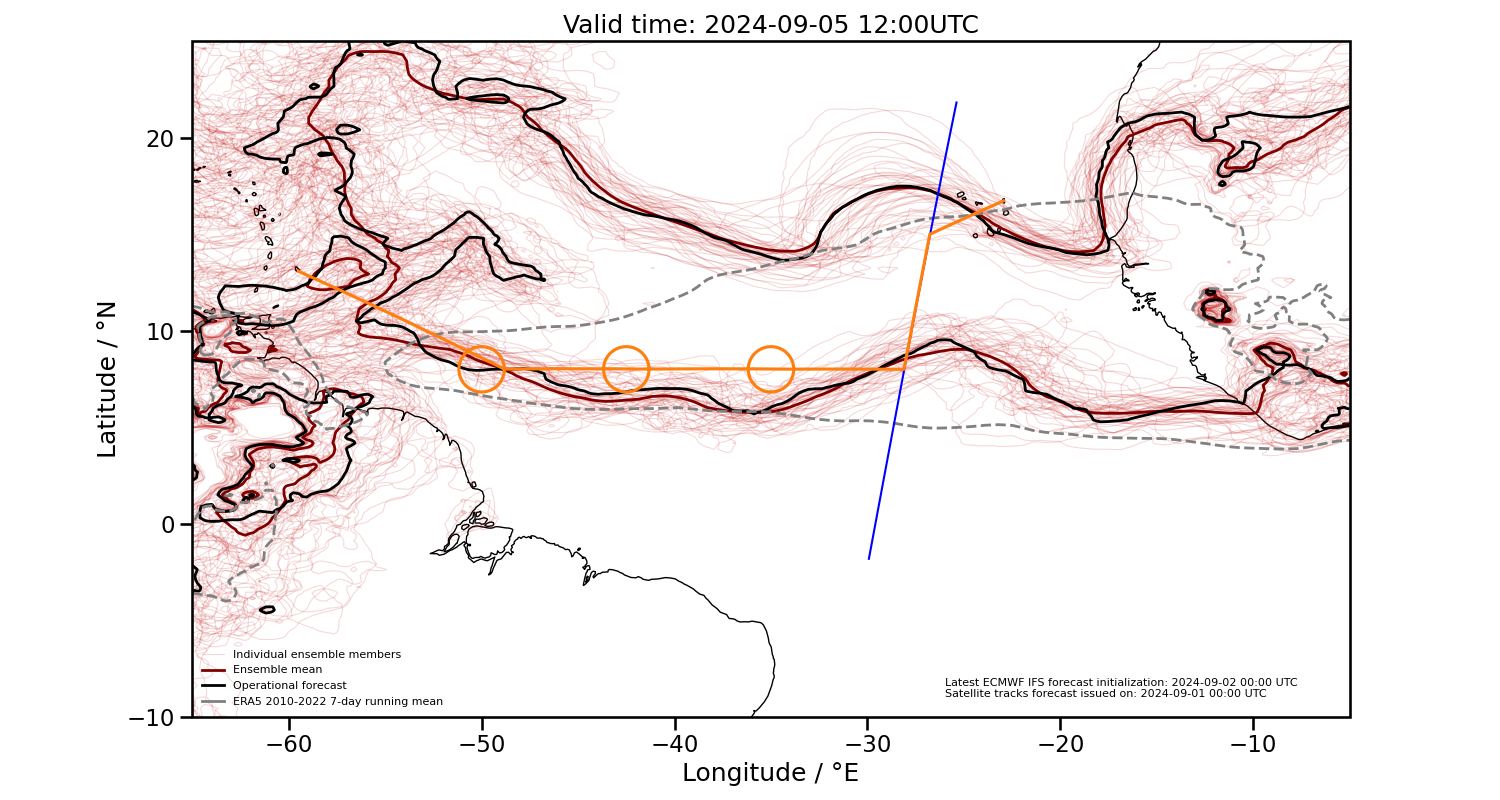 Valid time: 2024-09-05 12:00UTC
20
10
0
−10
Latitude / °N
−60
−50
−40
−30
−20
−10
Longitude / °E
Individual ensemble members
Ensemble mean
Operational forecast
ERA5 2010-2022 7-day running mean
Latest ECMWF IFS forecast initialization: 2024-09-02 00:00 UTC
Satellite tracks forecast issued on: 2024-09-01 00:00 UTC